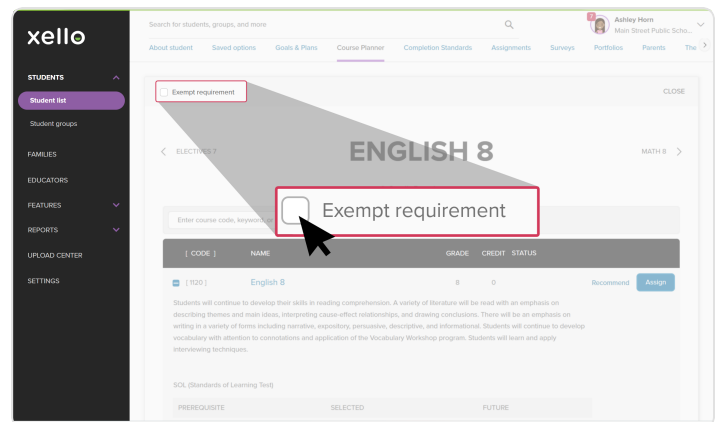 xello
Search for students, groups, and more
7
Ashley Horn
Main Street Public Scho...
About student Saved options Goals & Plans Course Planner Completion Standards Assignments Surveys Portfolios Parents The
STUDENTS
Student list
Student groups
FAMILIES
EDUCATORS
FEATURES
REPORTS
UPLOAD CENTER
SETTINGS
Exempt requirement
CLOSE
ELECTIVES 7
ENGLISH 8
MATH 8
Exempt requirement
Enter course code, keyword, or
[ CODE ] NAME GRADE CREDIT STATUS
[ 1120 ] English 8 8 0 Recommend Assign
Students will continue to develop their skills in reading comprehension. A variety of literature will be read with an emphasis on
describing themes and main ideas, interpreting cause-effect relationships, and drawing conclusions. There will be an emphasis on
writing in a variety of forms including narrative, expository, persuasive, descriptive, and informational. Students will continue to develop
vocabulary with attention to connotations and application of the Vocabulary Workshop program. Students will learn and apply
interviewing techniques.
SOL (Standards of Learning Test)
PREREQUISITE SELECTED FUTURE